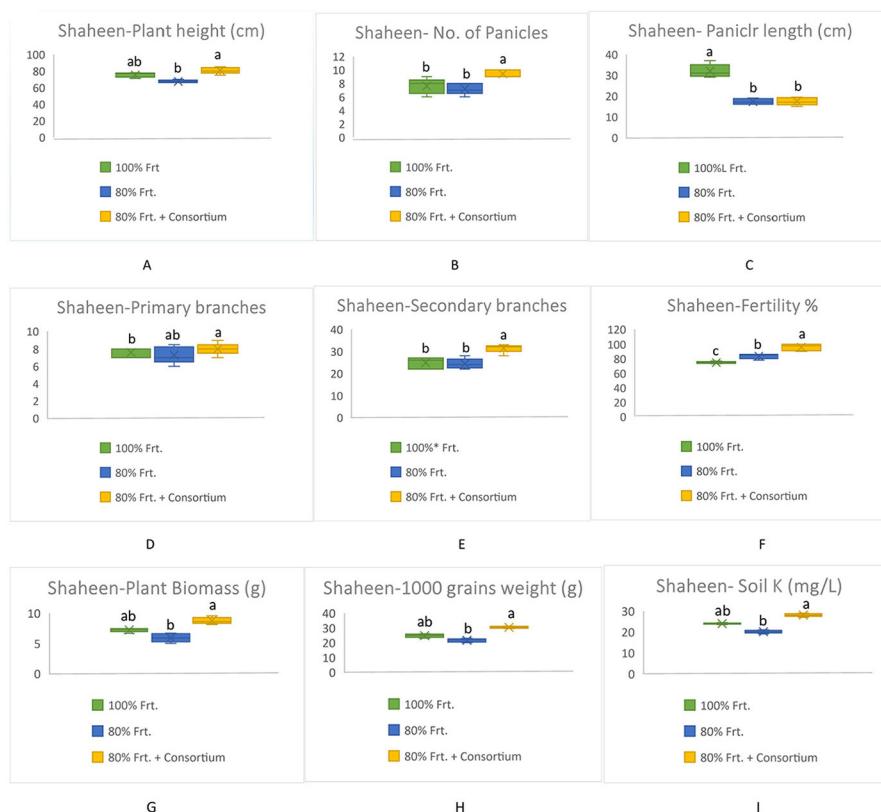 Shaheen-Plant height (cm)
100
80
60
40
20
0
ab
b
a
100% Frt
80% Frt.
80% Frt. + Consortium
A
Shaheen- No. of Panicles
12
10
8
6
4
2
0
b
b
a
100% Frt.
80% Frt.
80% Frt. + Consortium
B
Shaheen- Paniclr length (cm)
40
30
20
10
0
a
b
b
100%L Frt.
80% Frt.
80% Frt. + Consortium
C
Shaheen-Primary branches
10
8
6
4
2
0
b
ab
a
100% Frt.
80% Frt.
80% Frt. + Consortium
D
Shaheen-Secondary branches
40
30
20
10
0
b
b
a
100%* Frt.
80% Frt.
80% Frt. + Consortium
E
Shaheen-Fertility %
120
100
80
60
40
20
0
c
b
a
100% Frt.
80% Frt.
80% Frt. + Consortium
F
Shaheen-Plant Biomass (g)
10
5
0
ab
b
a
100% Frt.
80% Frt.
80% Frt. + Consortium
G
Shaheen-1000 grains weight (g)
40
30
20
10
0
ab
b
a
100% Frt.
80% Frt.
80% Frt. + Consortium
H
Shaheen- Soil K (mg/L)
30
20
10
0
ab
b
a
100% Frt.
80% Frt.
80% Frt. + Consortium
I